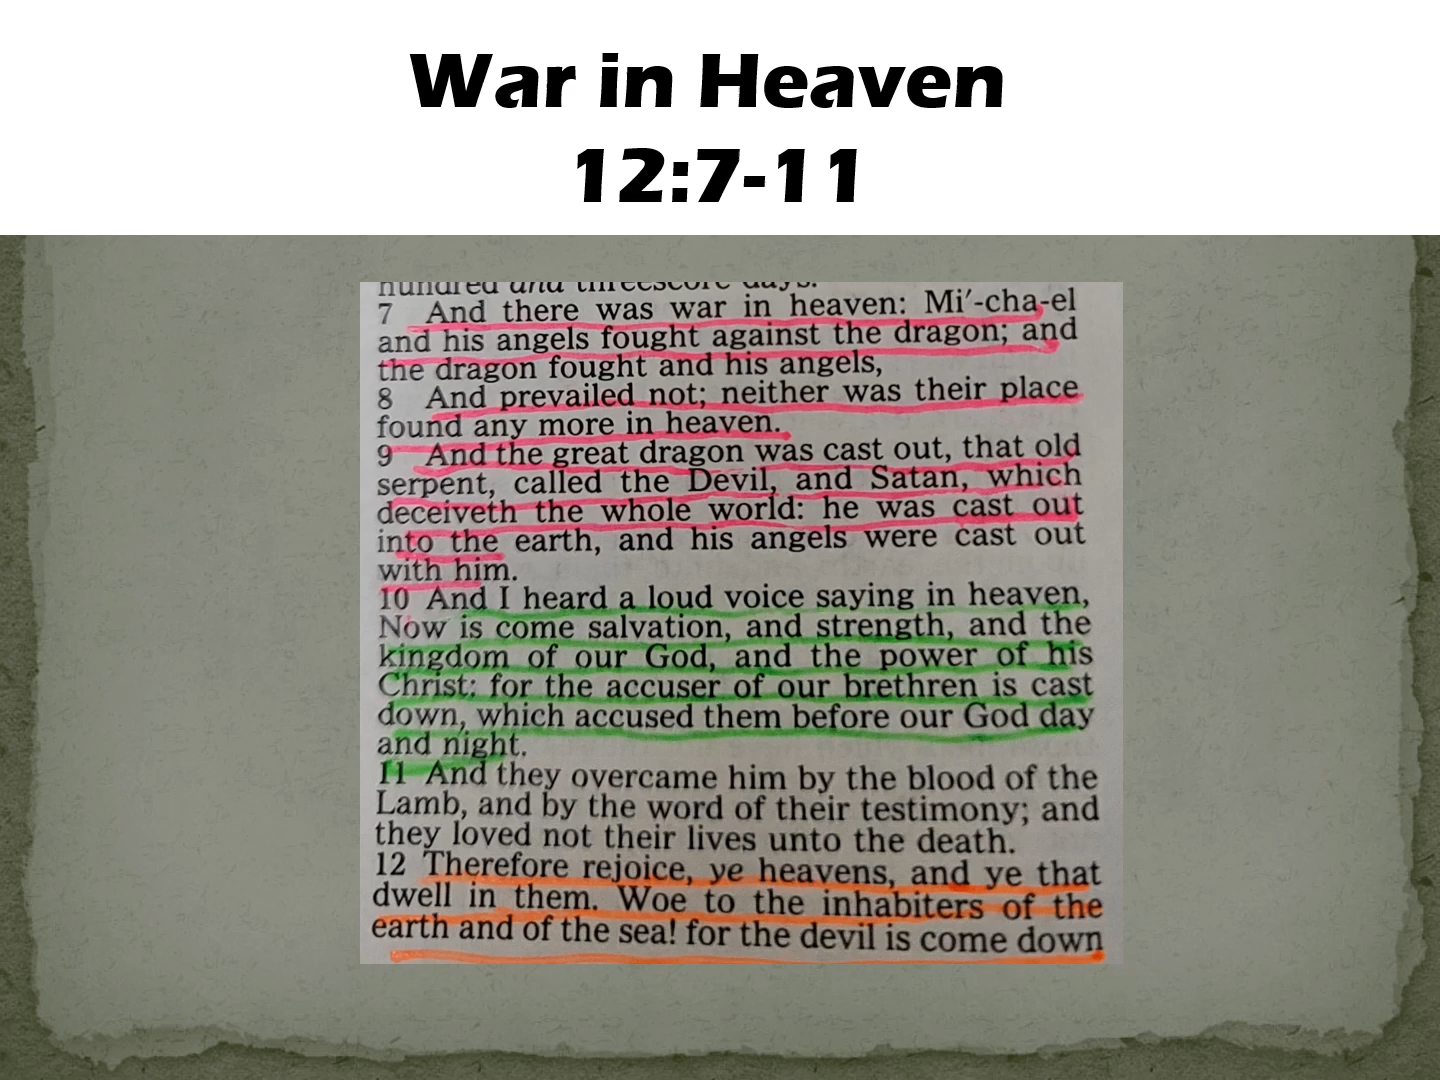 War in Heaven
12:7-11
hundred and threescore days.
7 And there was war in heaven: Mi′-cha-el
and his angels fought against the dragon; and
the dragon fought and his angels,
8 And prevailed not; neither was their place
found any more in heaven.
9 And the great dragon was cast out, that old
serpent, called the Devil, and Satan, which
deceiveth the whole world: he was cast out
into the earth, and his angels were cast out
with him.
10 And I heard a loud voice saying in heaven,
Now is come salvation, and strength, and the
kingdom of our God, and the power of his
Christ: for the accuser of our brethren is cast
down, which accused them before our God day
and night.
11 And they overcame him by the blood of the
Lamb, and by the word of their testimony; and
they loved not their lives unto the death.
12 Therefore rejoice, ye heavens, and ye that
dwell in them. Woe to the inhabiters of the
earth and of the sea! for the devil is come down